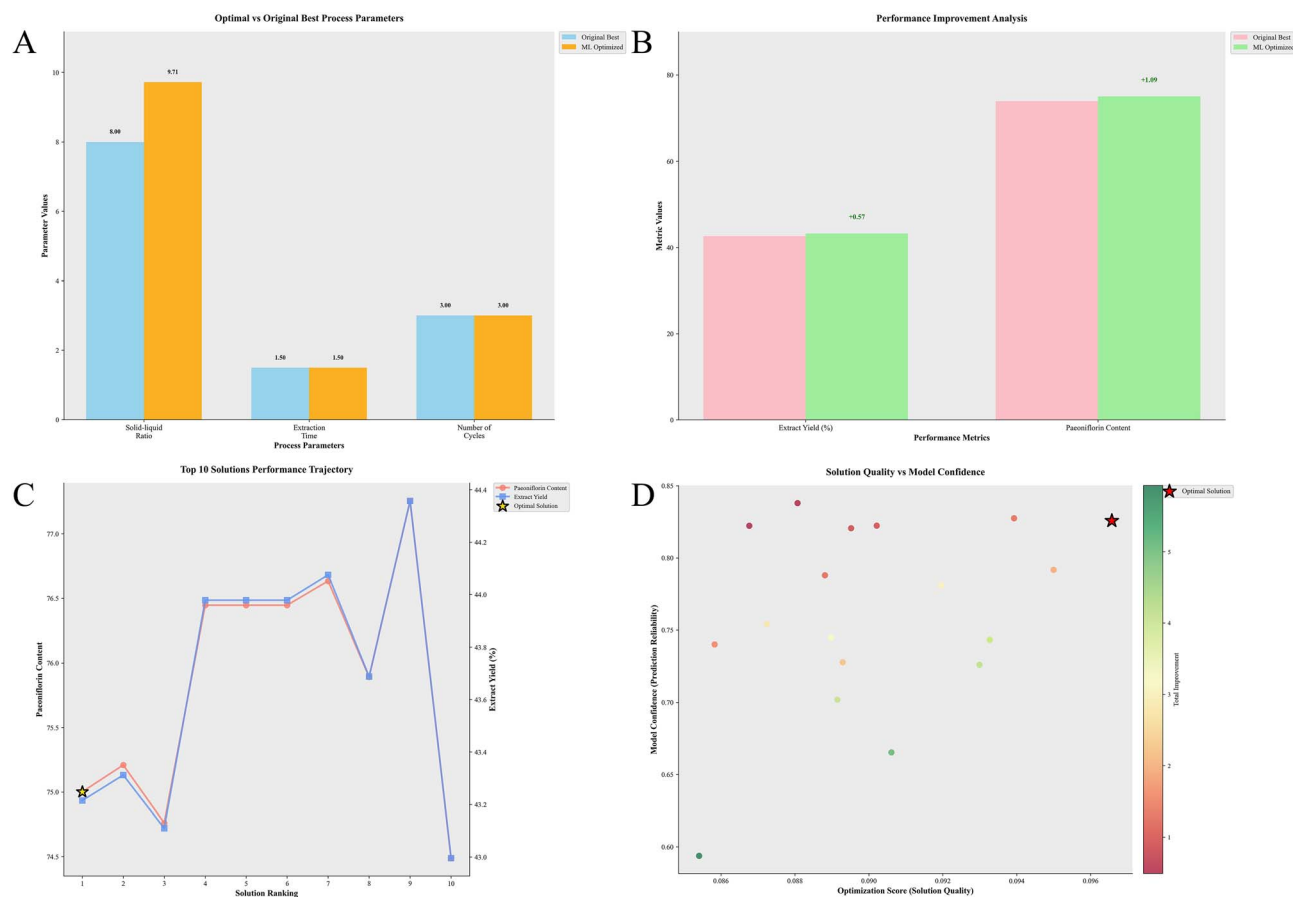 A
Optimal vs Original Best Process Parameters
Original Best
ML Optimized
Parameter Values
10
8
6
4
2
0
8.00
9.71
1.50
1.50
3.00
3.00
Solid-liquid
Ratio
Extraction
Time
Number of
Cycles
Process Parameters
B
Performance Improvement Analysis
Original Best
ML Optimized
Metric Values
80
60
40
20
0
+0.57
+1.09
Extract Yield (%)
Paeoniflorin Content
Performance Metrics
C
Top 10 Solutions Performance Trajectory
Paeoniflorin Content
Extract Yield
Optimal Solution
Paeoniflorin Content
77.0
76.5
76.0
75.5
75.0
74.5
Extract Yield (%)
44.4
44.2
44.0
43.8
43.6
43.4
43.2
43.0
1 2 3 4 5 6 7 8 9 10
Solution Ranking
D
Solution Quality vs Model Confidence
Optimal Solution
Model Confidence (Prediction Reliability)
0.85
0.80
0.75
0.70
0.65
0.60
0.086 0.088 0.090 0.092 0.094 0.096
Optimization Score (Solution Quality)
5
4
3
2
1
Total Improvement